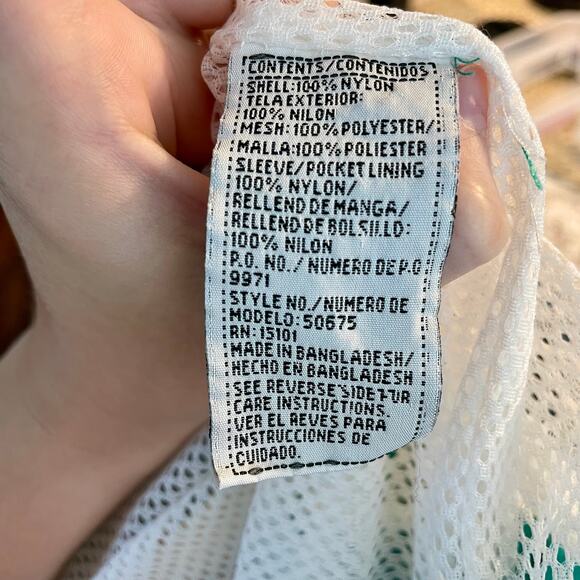 CONTENTS/CONTENIDOS
SHELL:100% NYLON
TELA EXTERIOR:
100% NILON
MESH:100% POLYESTER/
MALLA:100% POLIESTER
SLEEVE/POCKET LINING
100% NYLON/
RELLENO DE MANGA/
RELLENO DE BOLSILLO:
100% NILON
P.O. NO./ NUMERO DE P.O
9971
STYLE NO./NUMERO DE
MODELO: 50675
RN: 15101
MADE IN BANGLADESH/
HECHO EN BANGLADESH
SEE REVERSE SIDE FOR
CARE INSTRUCTIONS.
VER EL REVES PARA
INSTRUCCIONES DE
CUIDADO.